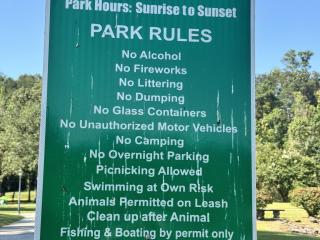 Park Hours: Sunrise to Sunset
PARK RULES
No Alcohol
No Fireworks
No Littering
No Dumping
No Glass Containers
No Unauthorized Motor Vehicles
No Camping
No Overnight Parking
Picnicking Allowed
Swimming at Own Risk
Animals Permitted on Leash
Clean up after Animal
Fishing & Boating by permit only